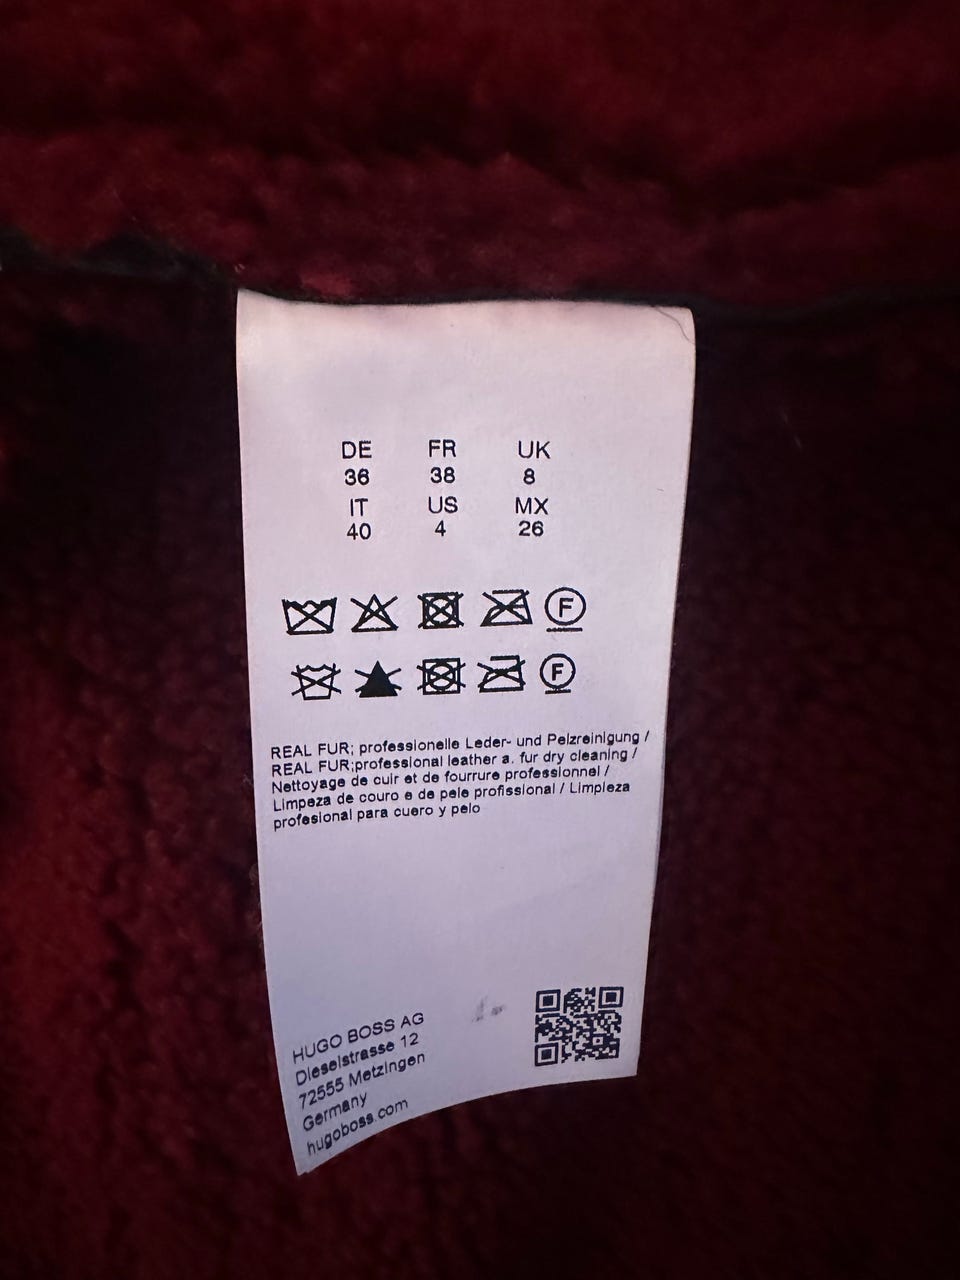 DE FR UK
36 38 8
IT US MX
40 4 26
F
F
REAL FUR; professionelle Leder- und Pelzreinigung /
REAL FUR;professional leather a. fur dry cleaning /
Nettoyage de cuir et de fourrure professionnel /
Limpeza de couro e de pele profissional / Limpieza
profesional para cuero y pelo
HUGO BOSS AG
Dieselstrasse 12
72555 Metzingen
Germany
hugoboss.com